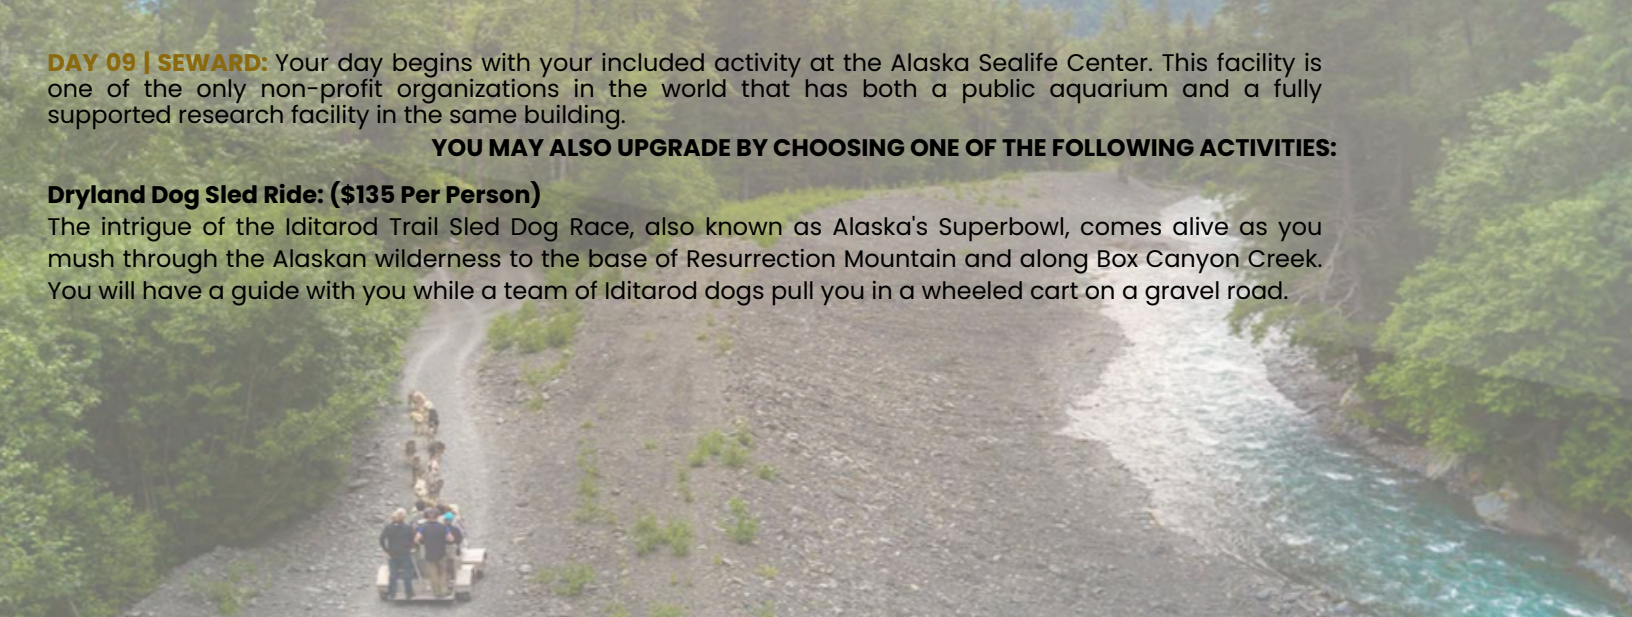 DAY 09 | SEWARD: Your day begins with your included activity at the Alaska Sealife Center. This facility is
one of the only non-profit organizations in the world that has both a public aquarium and a fully
supported research facility in the same building.
YOU MAY ALSO UPGRADE BY CHOOSING ONE OF THE FOLLOWING ACTIVITIES:
Dryland Dog Sled Ride: ($135 Per Person)
The intrigue of the Iditarod Trail Sled Dog Race, also known as Alaska's Superbowl, comes alive as you
mush through the Alaskan wilderness to the base of Resurrection Mountain and along Box Canyon Creek.
You will have a guide with you while a team of Iditarod dogs pull you in a wheeled cart on a gravel road.